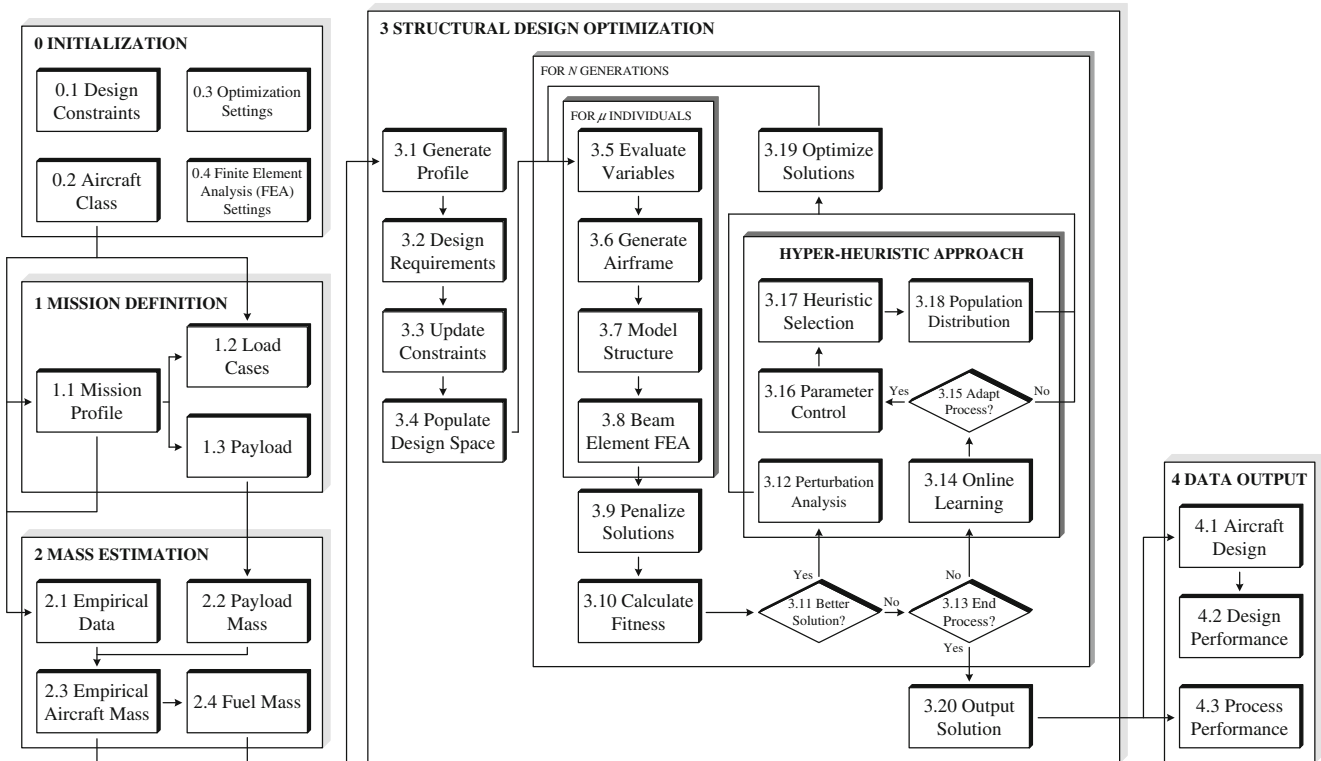 0 INITIALIZATION
0.1 Design
Constraints
0.3 Optimization
Settings
0.2 Aircraft
Class
0.4 Finite Element
Analysis (FEA)
Settings
1 MISSION DEFINITION
1.1 Mission
Profile
1.2 Load
Cases
1.3 Payload
2 MASS ESTIMATION
2.1 Empirical
Data
2.2 Payload
Mass
2.3 Empirical
Aircraft Mass
2.4 Fuel Mass
3 STRUCTURAL DESIGN OPTIMIZATION
3.1 Generate
Profile
3.2 Design
Requirements
3.3 Update
Constraints
3.4 Populate
Design Space
FOR N GENERATIONS
FOR μ INDIVIDUALS
3.5 Evaluate
Variables
3.6 Generate
Airframe
3.7 Model
Structure
3.8 Beam
Element FEA
3.9 Penalize
Solutions
3.10 Calculate
Fitness
3.19 Optimize
Solutions
HYPER-HEURISTIC APPROACH
3.17 Heuristic
Selection
3.18 Population
Distribution
3.16 Parameter
Control
Yes
3.15 Adapt
Process?
No
3.12 Perturbation
Analysis
3.14 Online
Learning
Yes
3.11 Better
Solution?
No
No
3.13 End
Process?
Yes
3.20 Output
Solution
4 DATA OUTPUT
4.1 Aircraft
Design
4.2 Design
Performance
4.3 Process
Performance